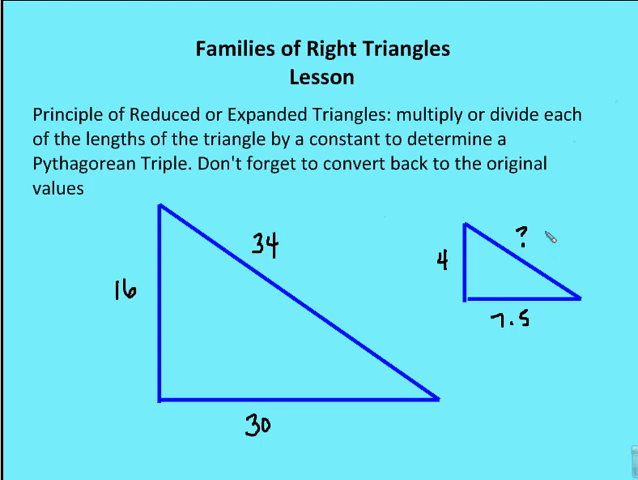 Families of Right Triangles
Lesson
Principle of Reduced or Expanded Triangles: multiply or divide each
of the lengths of the triangle by a constant to determine a
Pythagorean Triple. Don't forget to convert back to the original
values
34
?
4
16
7.5
30